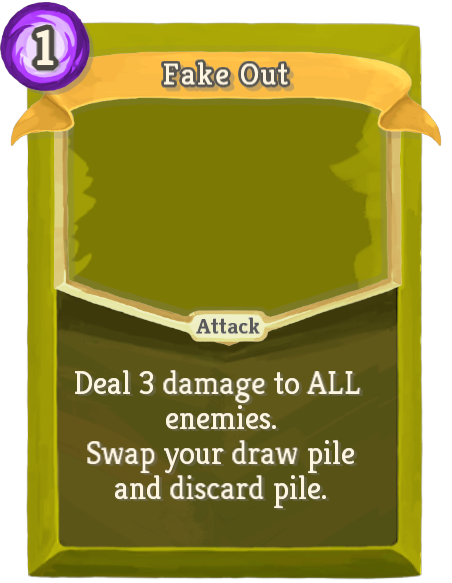 1
Fake Out
Attack
Deal 3 damage to ALL
enemies.
Swap your draw pile
and discard pile.